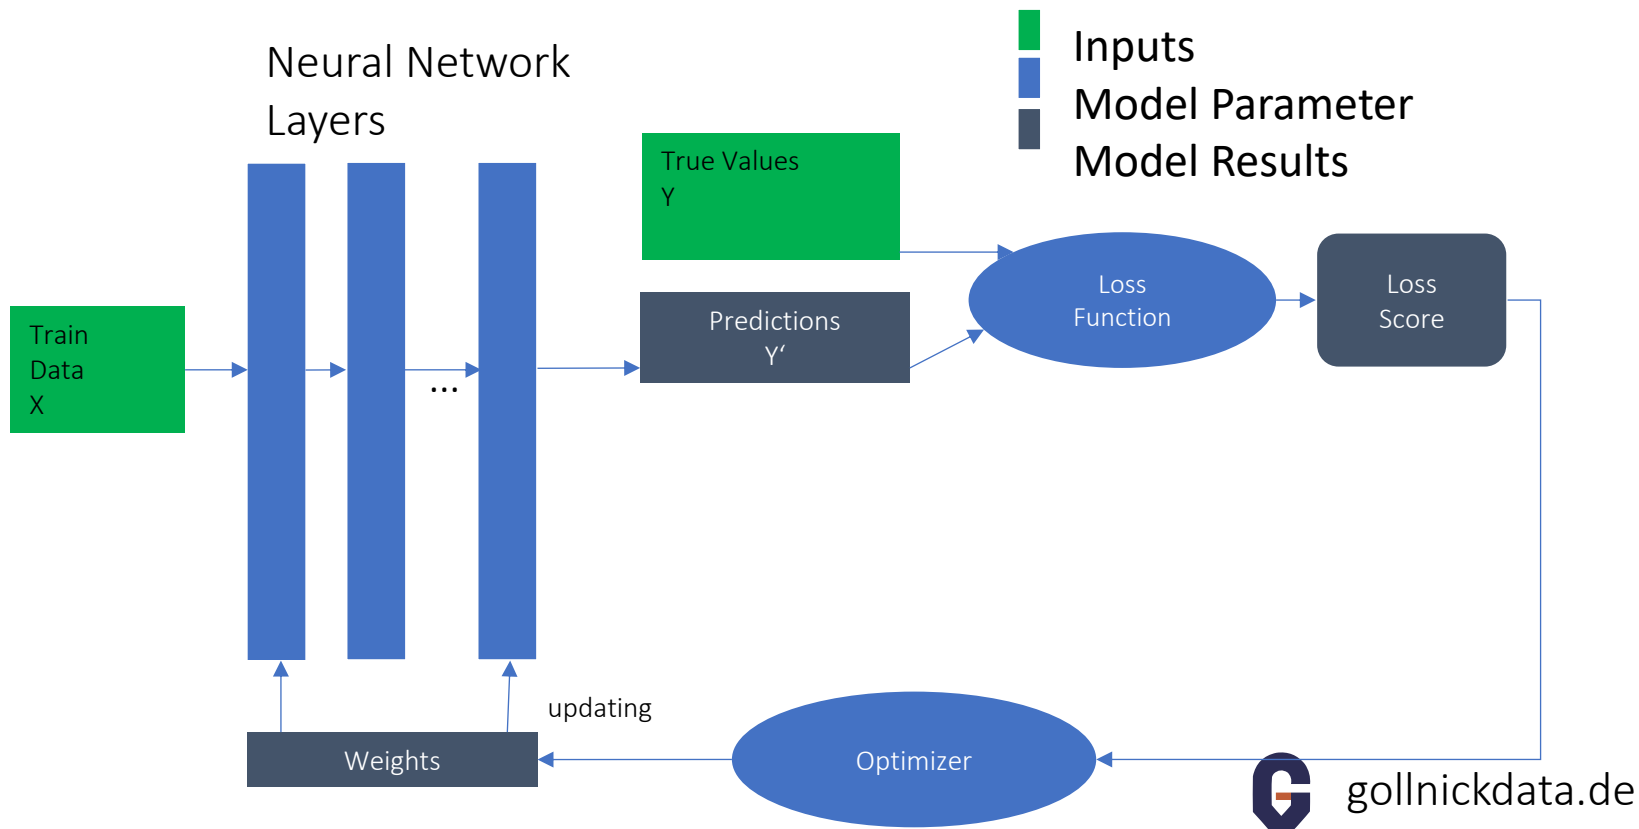 Neural Network
Layers
Inputs
Model Parameter
Model Results
True Values
Y
Train
Data
X
...
Predictions
Y‘
Loss
Function
Loss
Score
updating
Weights
Optimizer
gollnickdata.de